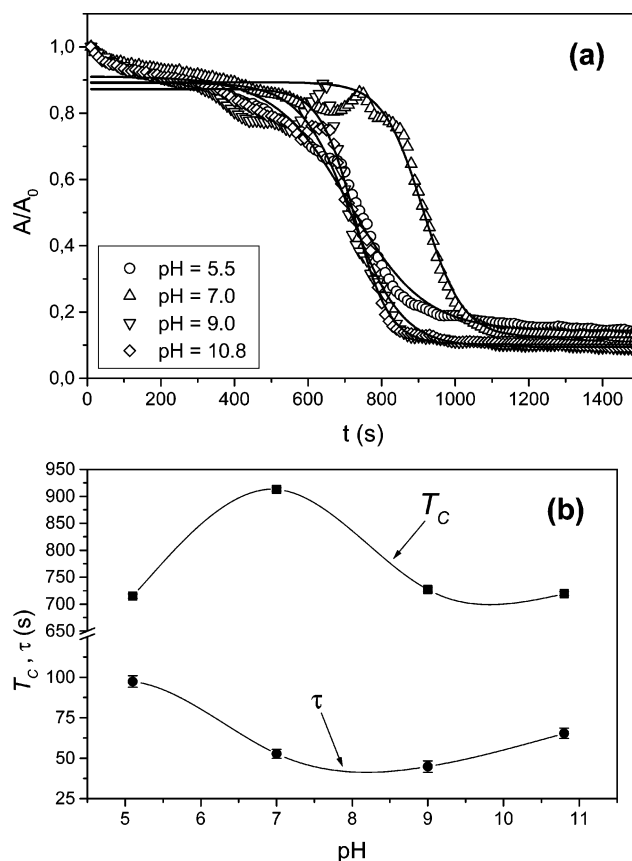 (a)
1,0
0,8
0,6
0,4
0,2
0,0
A/A₀
pH = 5.5
pH = 7.0
pH = 9.0
pH = 10.8
0 200 400 600 800 1000 1200 1400
t (s)
(b)
950
900
850
800
750
700
650
100
75
50
25
T_C , τ (s)
T_C
τ
5 6 7 8 9 10 11
pH